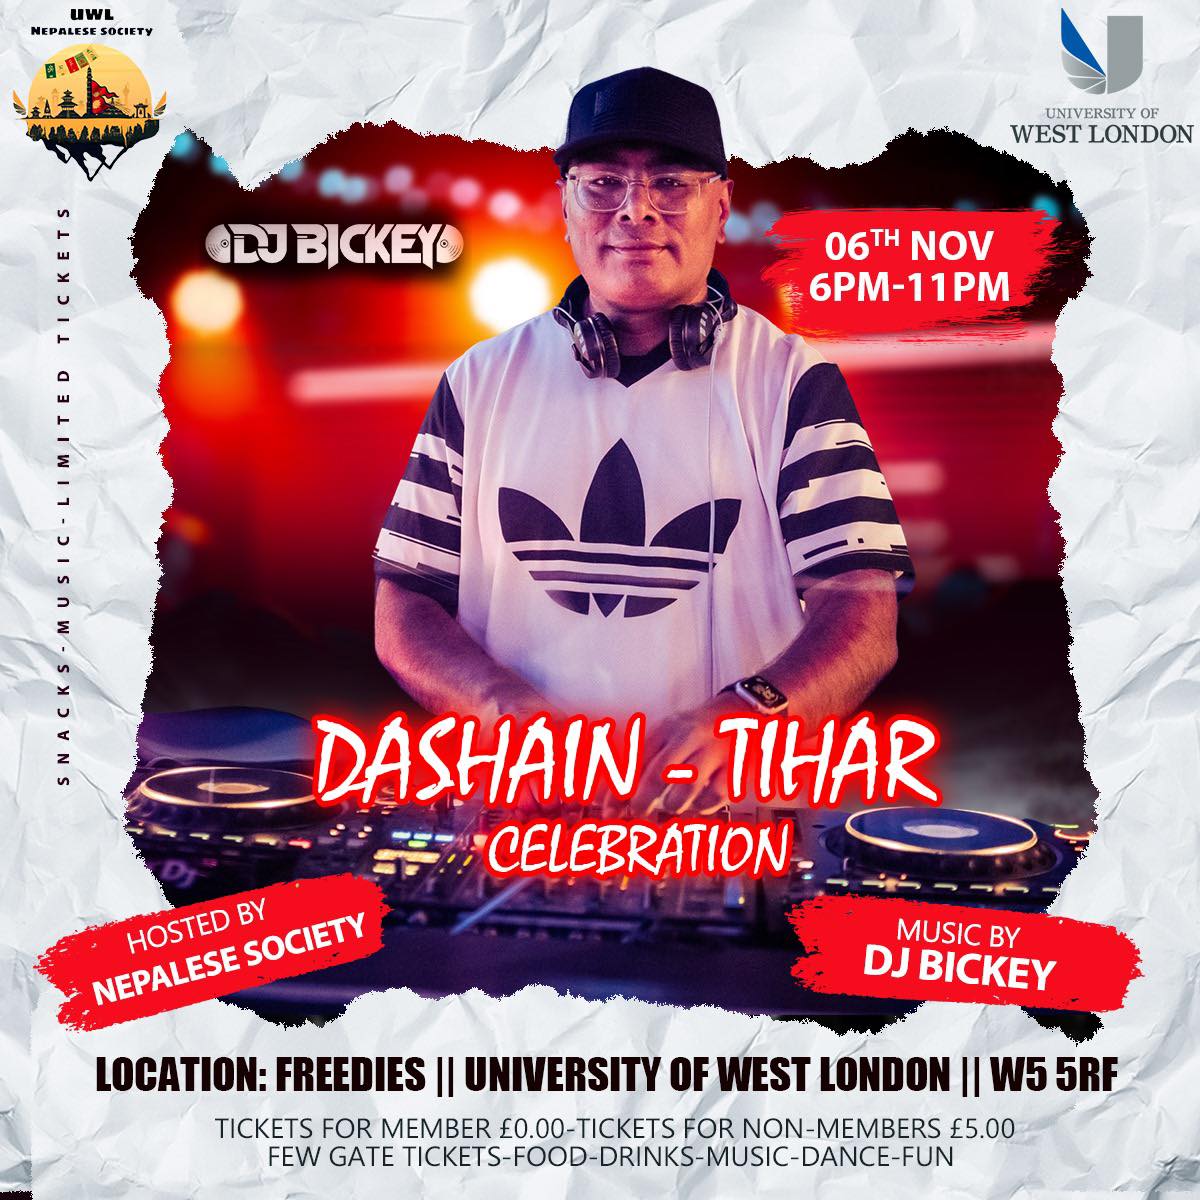 UWL
NEPALESE SOCIETY
UNIVERSITY OF
WEST LONDON
SNACKS-MUSIC-LIMITED TICKETS
DJ BICKEY
06TH NOV
6PM-11PM
DASHAIN - TIHAR
CELEBRATION
HOSTED BY
NEPALESE SOCIETY
MUSIC BY
DJ BICKEY
LOCATION: FREEDIES || UNIVERSITY OF WEST LONDON || W5 5RF
TICKETS FOR MEMBER £0.00-TICKETS FOR NON-MEMBERS £5.00
FEW GATE TICKETS-FOOD-DRINKS-MUSIC-DANCE-FUN